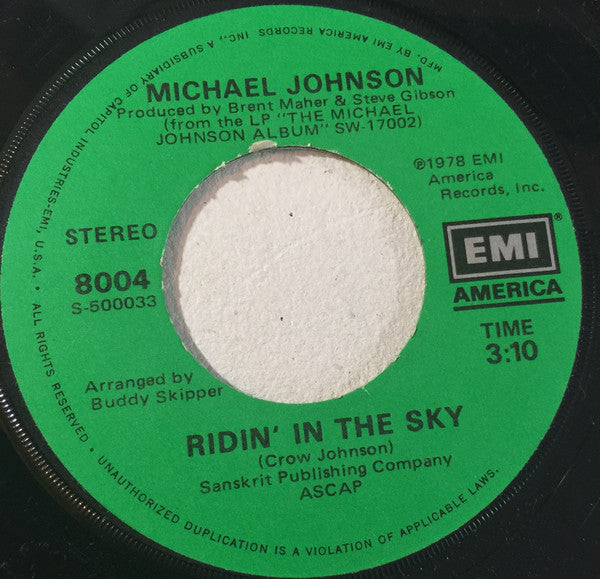 MFD. BY EMI AMERICA RECORDS, INC., A SUBSIDIARY OF CAPITOL INDUSTRIES-EMI, U.S.A. • ALL RIGHTS RESERVED • UNAUTHORIZED DUPLICATION IS A VIOLATION OF APPLICABLE LAWS.
MICHAEL JOHNSON
Produced by Brent Maher & Steve Gibson
(from the LP "THE MICHAEL
JOHNSON ALBUM" SW-17002)
℗1978 EMI
America
Records, Inc.
STEREO
8004
S-500033
EMI®
AMERICA
TIME
3:10
Arranged by
Buddy Skipper
RIDIN' IN THE SKY
(Crow Johnson)
Sanskrit Publishing Company
ASCAP